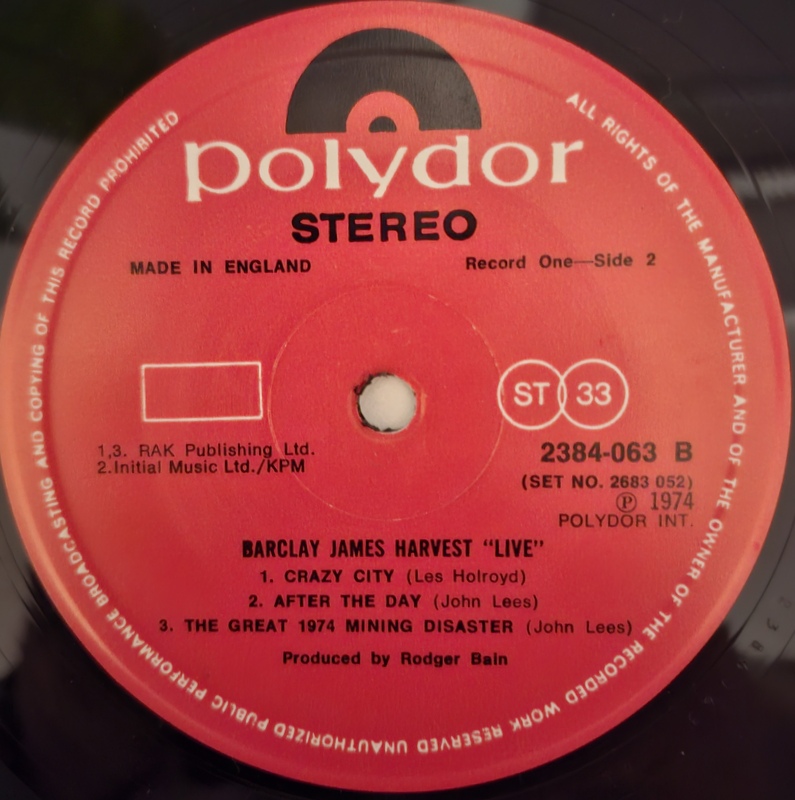 polydor
STEREO
MADE IN ENGLAND
Record One—Side 2
ST 33
1,3. RAK Publishing Ltd.
2.Initial Music Ltd./KPM
2384-063 B
(SET NO. 2683 052)
Ⓟ 1974
POLYDOR INT.
BARCLAY JAMES HARVEST “LIVE”
1. CRAZY CITY (Les Holroyd)
2. AFTER THE DAY (John Lees)
3. THE GREAT 1974 MINING DISASTER (John Lees)
Produced by Rodger Bain
ALL RIGHTS OF THE MANUFACTURER AND OF THE OWNER OF THE RECORDED WORK RESERVED UNAUTHORIZED PUBLIC PERFORMANCE BROADCASTING AND COPYING OF THIS RECORD PROHIBITED